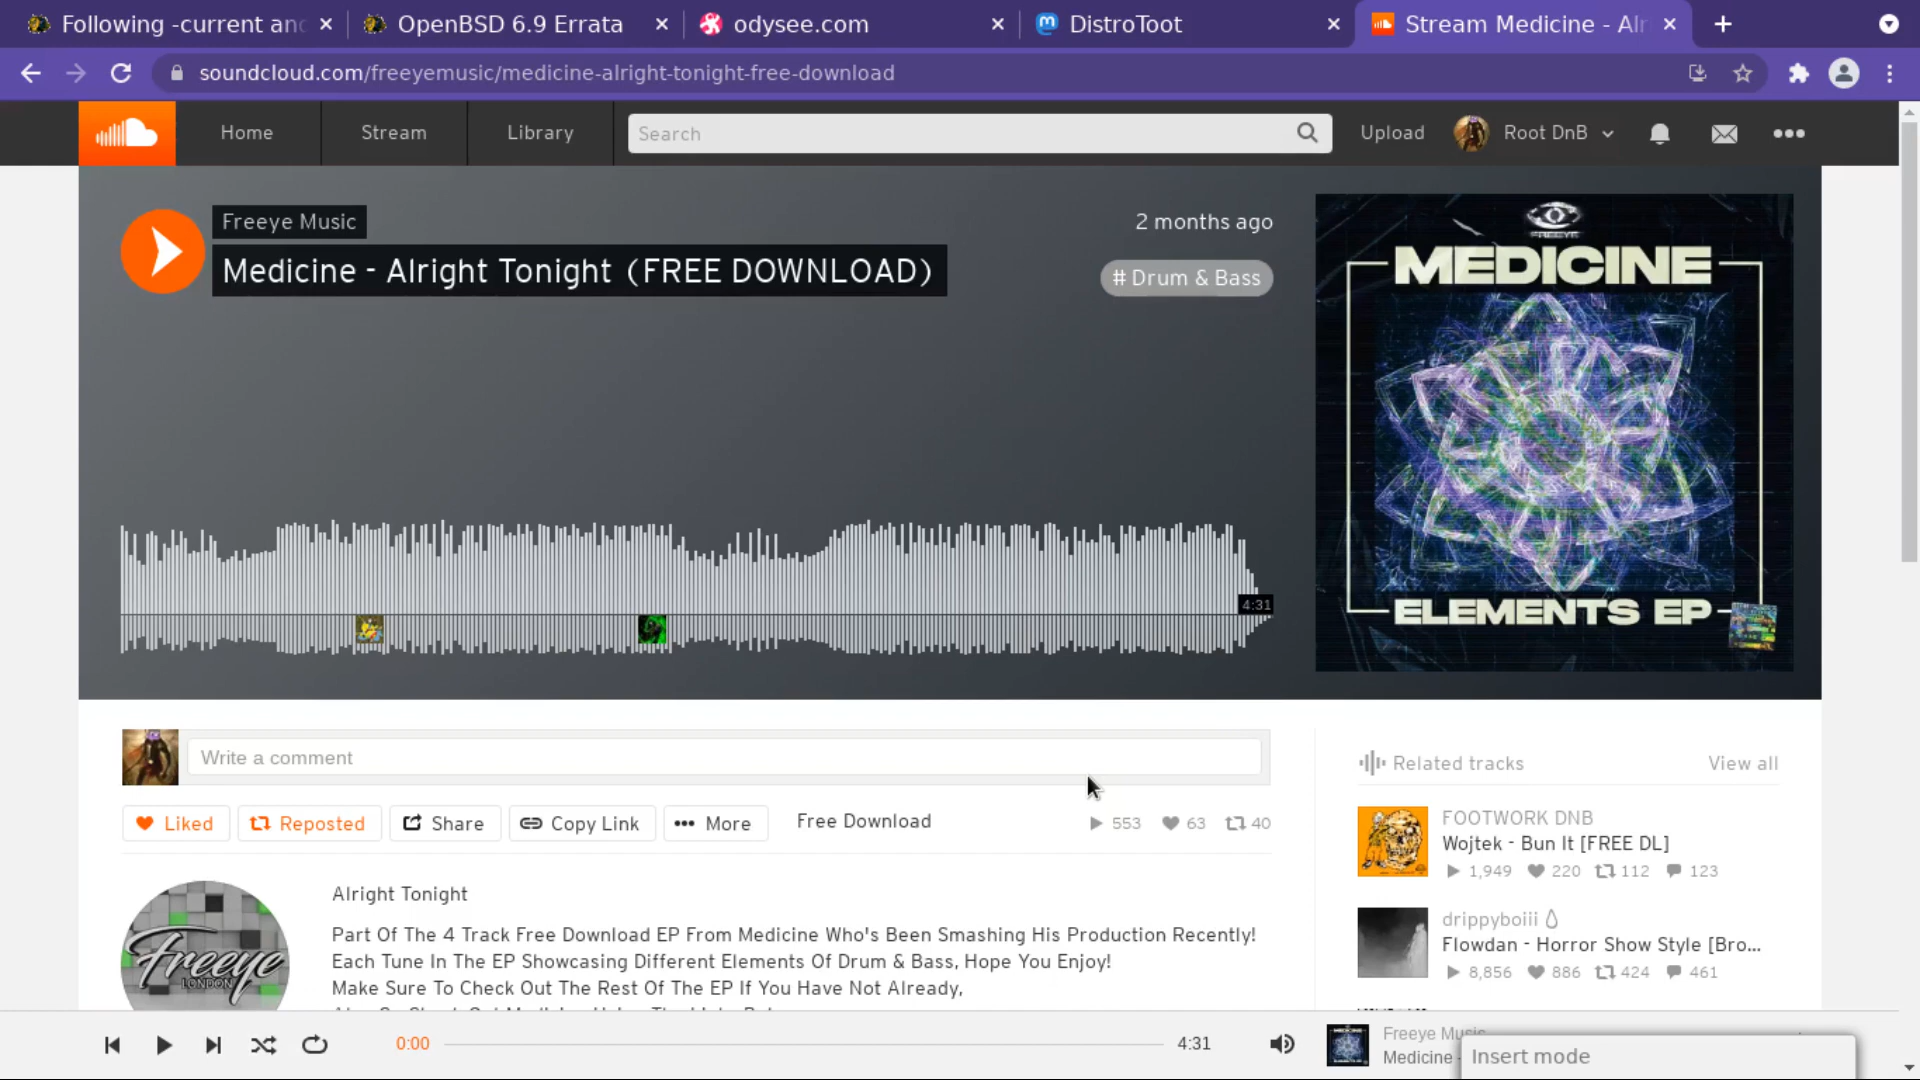 Following -current and
OpenBSD 6.9 Errata
odysee.com
DistroToot
Stream Medicine - Alr
soundcloud.com/freeyemusic/medicine-alright-tonight-free-download
Home
Stream
Library
Search
Upload
Root DnB
Freeye Music
2 months ago
Medicine - Alright Tonight (FREE DOWNLOAD)
# Drum & Bass
FREEYE
MEDICINE
ELEMENTS EP
4:31
Write a comment
Liked
Reposted
Share
Copy Link
More
Free Download
553
63
40
Related tracks
View all
FOOTWORK DNB
Wojtek - Bun It [FREE DL]
1,949
220
112
123
drippyboiii
Flowdan - Horror Show Style [Bro...
8,856
886
424
461
Freeye
LONDON
Alright Tonight
Part Of The 4 Track Free Download EP From Medicine Who's Been Smashing His Production Recently!
Each Tune In The EP Showcasing Different Elements Of Drum & Bass, Hope You Enjoy!
Make Sure To Check Out The Rest Of The EP If You Have Not Already,
0:00
4:31
Freeye Music
Medicine -
Insert mode